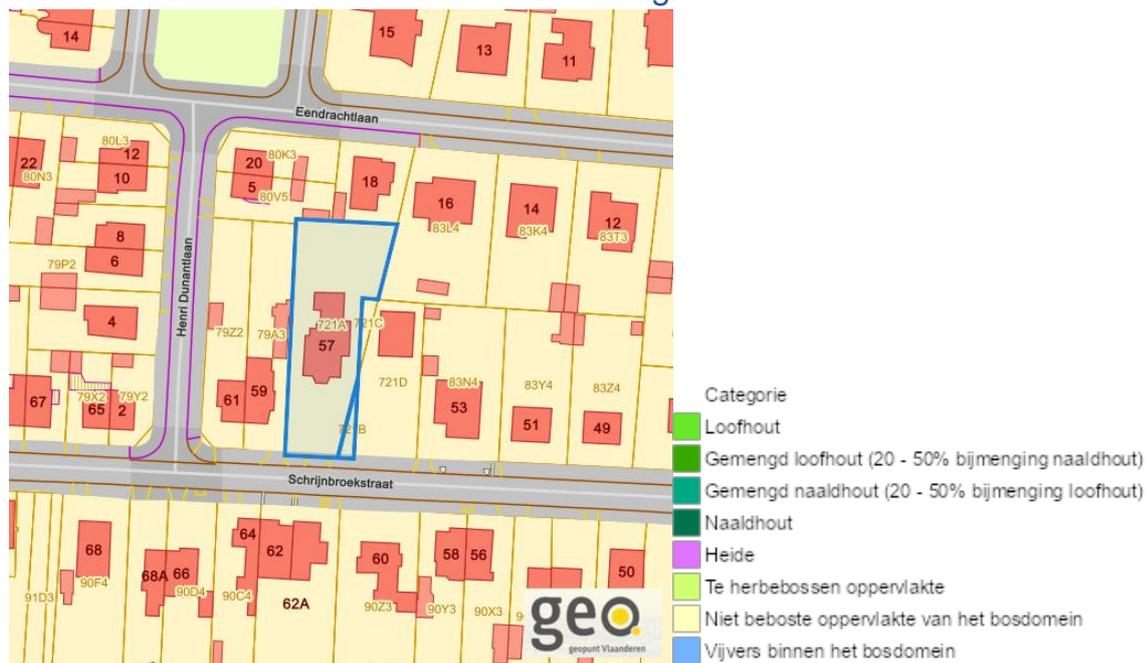 14
15
13
11
Eendrachtlaan
80L3
12
10
22
80N3
20
80K3
5
80V5
18
16
83L4
14
83K4
12
83T3
8
6
79P2
4
Henri Dunantlaan
79Z2
79A3
721A
721C
57
721D
83N4
83Y4
83Z4
67
79X2
65
79Y2
2
61
59
53
51
49
Schrijnbroekstraat
68
90F4
91D3
68A
66
90D4
64
62
90C4
62A
60
90Z3
58
56
90Y3
90X3
50
geo
geopunt Vlaanderen
Categorie
Loofhout
Gemengd loofhout (20 - 50% bijmenging naaldhout)
Gemengd naaldhout (20 - 50% bijmenging loofhout)
Naaldhout
Heide
Te herbebossen oppervlakte
Niet beboste oppervlakte van het bosdomein
Vijvers binnen het bosdomein